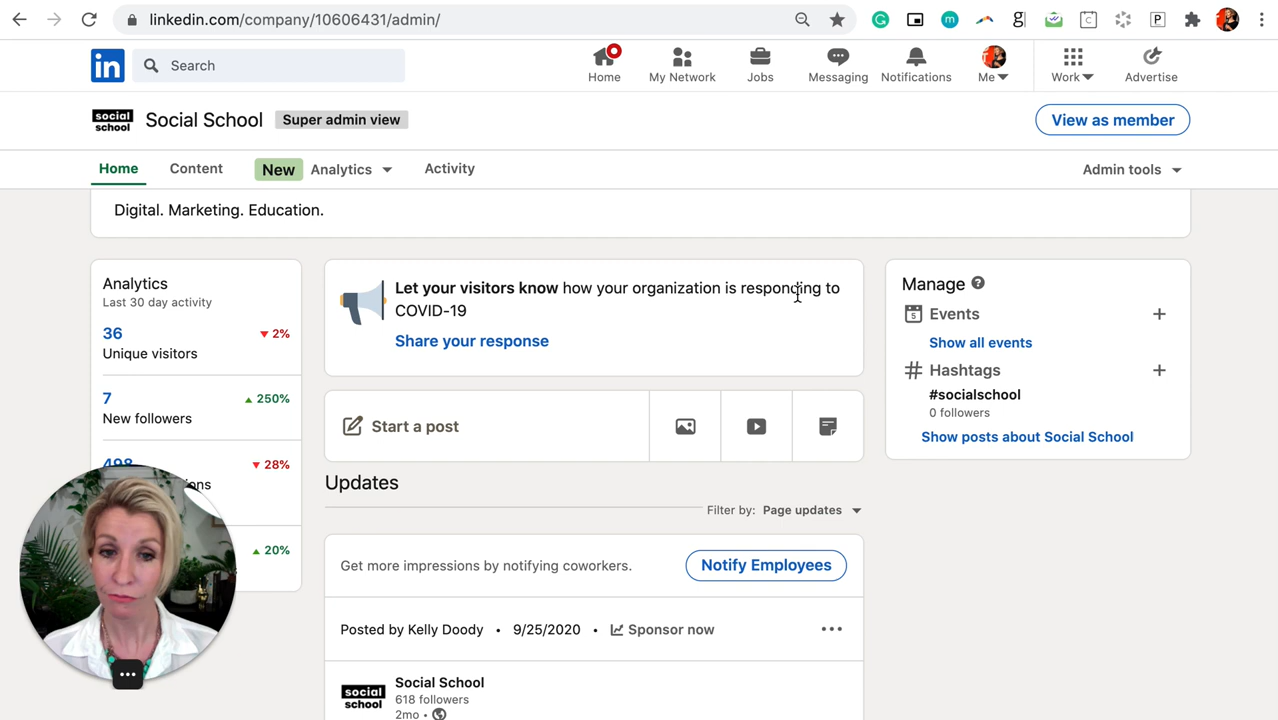 linkedin.com/company/10606431/admin/
Search
Home
My Network
Jobs
Messaging
Notifications
Me
Work
Advertise
social
school
Social School
Super admin view
View as member
Home
Content
New
Analytics
Activity
Admin tools
Digital. Marketing. Education.
Analytics
Last 30 day activity
36
2%
Unique visitors
7
250%
New followers
498
28%
20%
Let your visitors know how your organization is responding to
COVID-19
Share your response
Start a post
Updates
Filter by: Page updates
Get more impressions by notifying coworkers.
Notify Employees
Posted by Kelly Doody • 9/25/2020 • Sponsor now
social
school
Social School
618 followers
2mo •
Manage
Events
Show all events
Hashtags
#socialschool
0 followers
Show posts about Social School